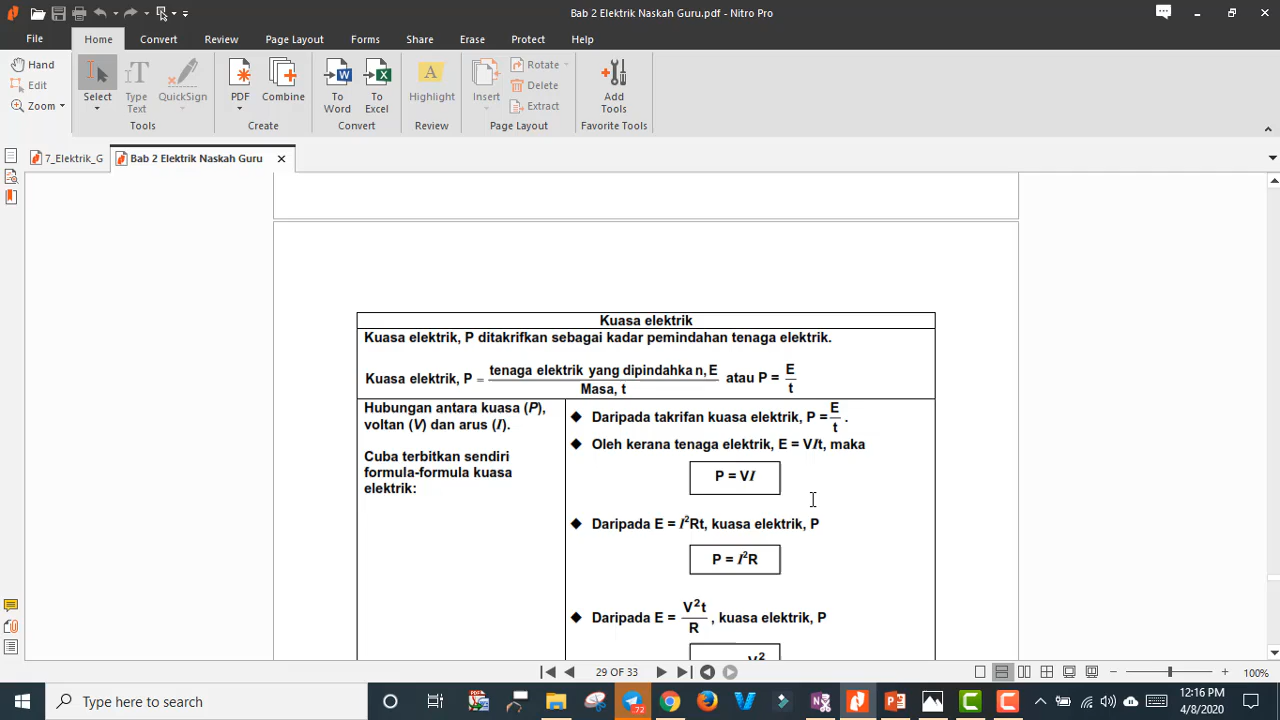 Bab 2 Elektrik Naskah Guru.pdf - Nitro Pro
File Home Convert Review Page Layout Forms Share Erase Protect Help
Hand
Edit
Zoom
Select
Type Text
QuickSign
Tools
PDF
Combine
Create
To Word
To Excel
Convert
Highlight
Review
Insert
Rotate
Delete
Extract
Page Layout
Add Tools
Favorite Tools
7_Elektrik_G
Bab 2 Elektrik Naskah Guru
Kuasa elektrik
Kuasa elektrik, P ditakrifkan sebagai kadar pemindahan tenaga elektrik.
Kuasa elektrik, P = tenaga elektrik yang dipindahka n, E / Masa, t atau P = E / t
Hubungan antara kuasa (P),
voltan (V) dan arus (I).
Cuba terbitkan sendiri
formula-formula kuasa
elektrik:
◆ Daripada takrifan kuasa elektrik, P = E / t .
◆ Oleh kerana tenaga elektrik, E = VIt, maka
P = VI
◆ Daripada E = I²Rt, kuasa elektrik, P
P = I²R
◆ Daripada E = V²t / R , kuasa elektrik, P
V²
29 OF 33
100%
Type here to search
72
12:16 PM
4/8/2020